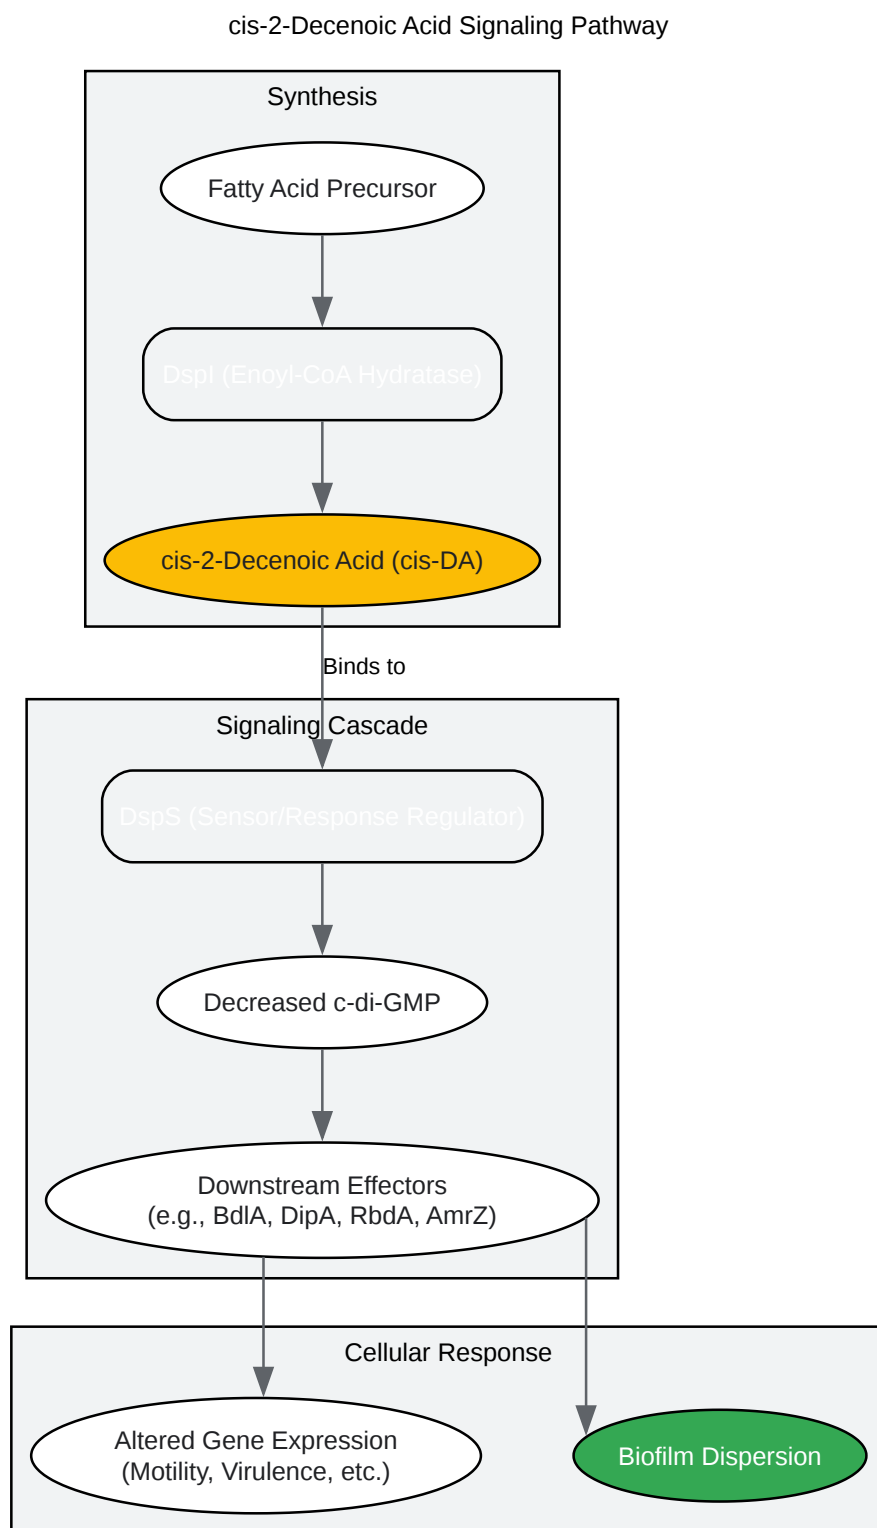 cis-2-Decenoic Acid Signaling Pathway
Synthesis
Fatty Acid Precursor
DspI (Enoyl-CoA Hydratase)
cis-2-Decenoic Acid (cis-DA)
Binds to
Signaling Cascade
DspS (Sensor/Response Regulator)
Decreased c-di-GMP
Downstream Effectors
(e.g., BdlA, DipA, RbdA, AmrZ)
Cellular Response
Altered Gene Expression
(Motility, Virulence, etc.)
Biofilm Dispersion